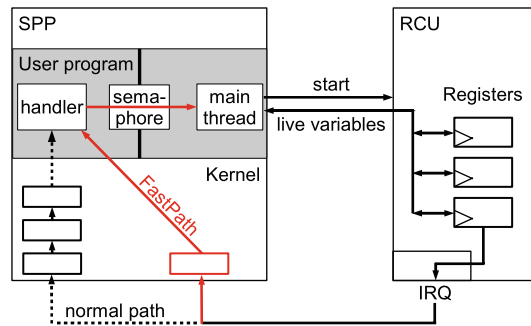 SPP
RCU
User program
handler
sema-
phore
main
thread
start
live variables
Registers
Kernel
FastPath
IRQ
normal path